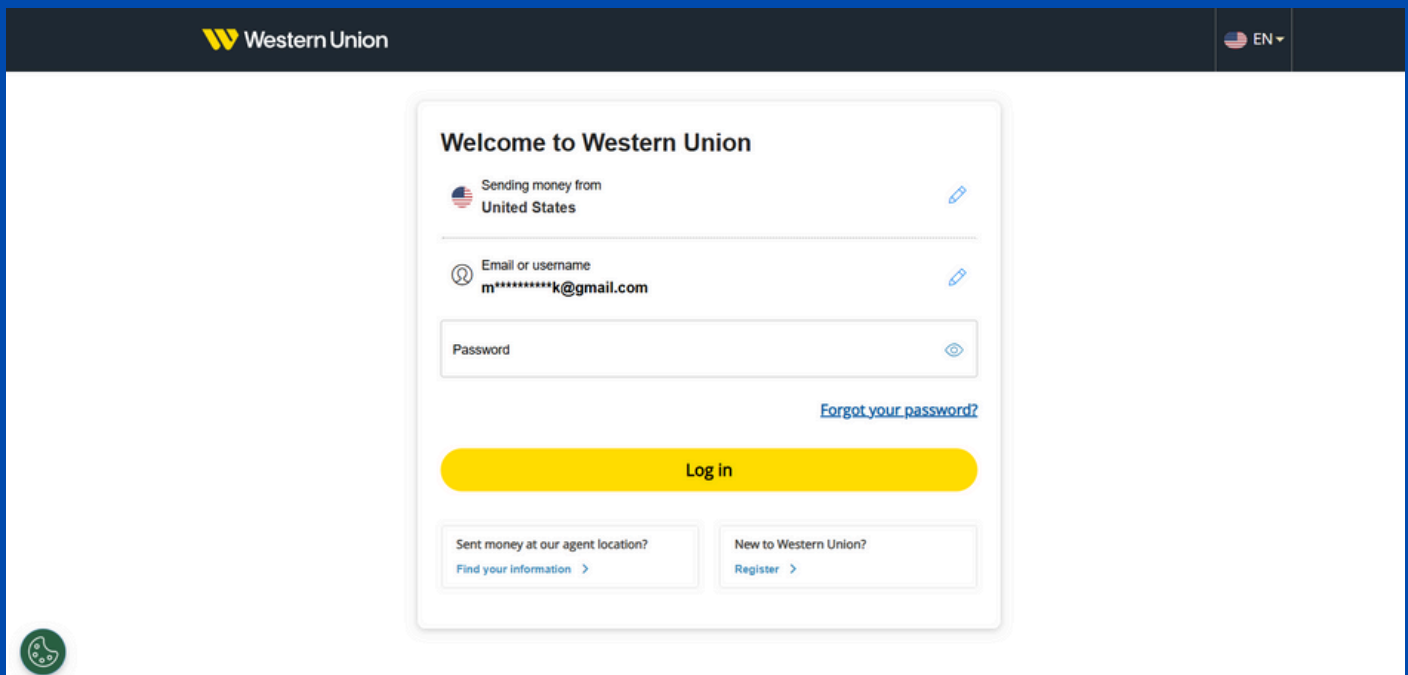 Western Union
EN
Welcome to Western Union
Sending money from
United States
Email or username
m**********k@gmail.com
Password
Forgot your password?
Log in
Sent money at our agent location?
Find your information
New to Western Union?
Register